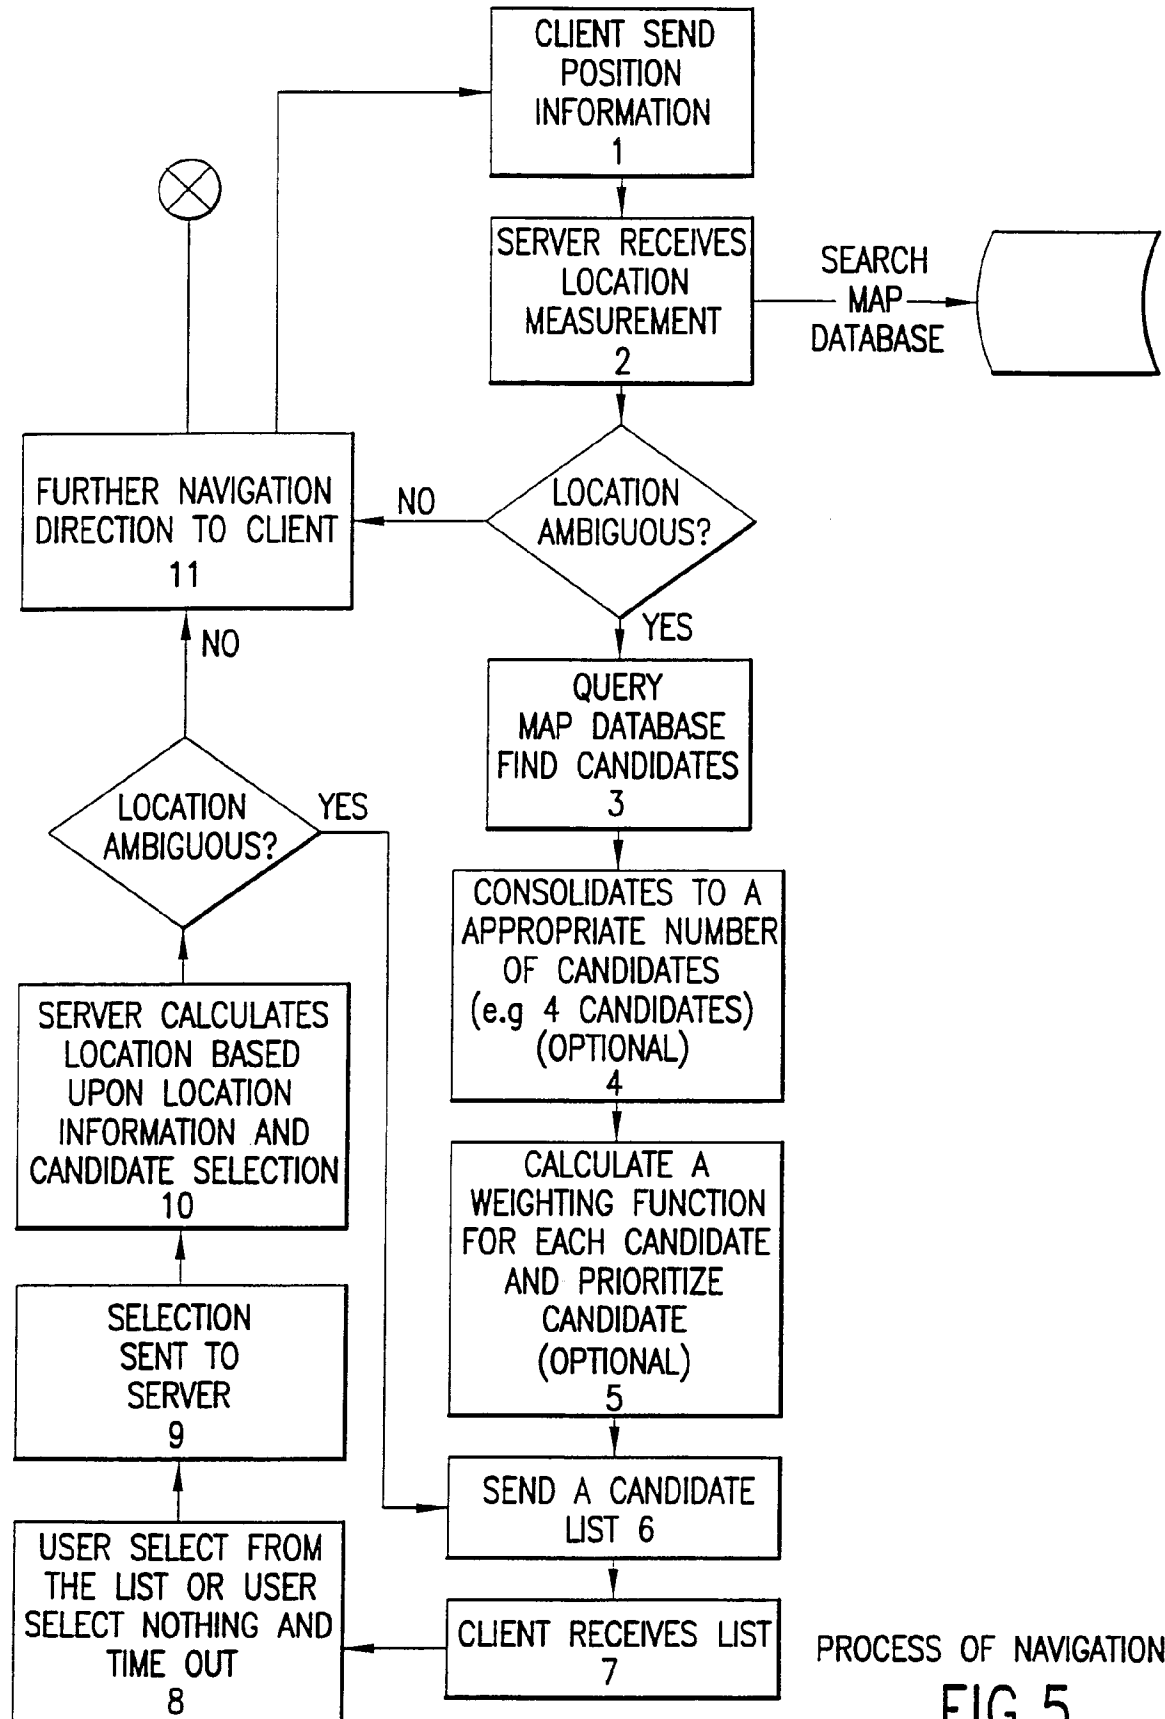 CLIENT SEND
POSITION
INFORMATION
1
SERVER RECEIVES
LOCATION
MEASUREMENT
2
SEARCH
MAP
DATABASE
LOCATION
AMBIGUOUS?
NO
YES
FURTHER NAVIGATION
DIRECTION TO CLIENT
11
NO
QUERY
MAP DATABASE
FIND CANDIDATES
3
LOCATION
AMBIGUOUS?
YES
CONSOLIDATES TO A
APPROPRIATE NUMBER
OF CANDIDATES
(e.g 4 CANDIDATES)
(OPTIONAL)
4
SERVER CALCULATES
LOCATION BASED
UPON LOCATION
INFORMATION AND
CANDIDATE SELECTION
10
CALCULATE A
WEIGHTING FUNCTION
FOR EACH CANDIDATE
AND PRIORITIZE
CANDIDATE
(OPTIONAL)
5
SELECTION
SENT TO
SERVER
9
SEND A CANDIDATE
LIST 6
USER SELECT FROM
THE LIST OR USER
SELECT NOTHING AND
TIME OUT
8
CLIENT RECEIVES LIST
7
PROCESS OF NAVIGATION
FIG 5